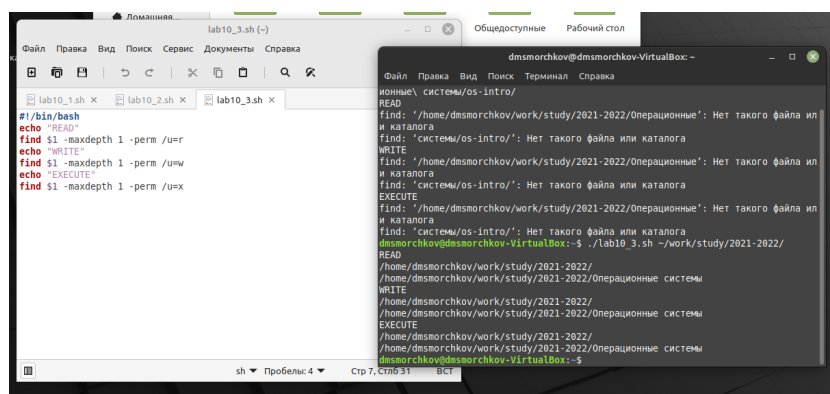 Домашняя...
lab10_3.sh (~)
Файл Правка Вид Поиск Сервис Документы Справка
lab10_1.sh × lab10_2.sh × lab10_3.sh ×
#!/bin/bash
echo "READ"
find $1 -maxdepth 1 -perm /u=r
echo "WRITE"
find $1 -maxdepth 1 -perm /u=w
echo "EXECUTE"
find $1 -maxdepth 1 -perm /u=x
sh Пробелы: 4 Стр 7, Стлб 31 ВСТ
Общедоступные Рабочий стол
dmsmorchkov@dmsmorchkov-VirtualBox: ~
Файл Правка Вид Поиск Терминал Справка
ионные\ системы/os-intro/
READ
find: ‘/home/dmsmorchkov/work/study/2021-2022/Операционные’: Нет такого файла ил
и каталога
find: ‘системы/os-intro/’: Нет такого файла или каталога
WRITE
find: ‘/home/dmsmorchkov/work/study/2021-2022/Операционные’: Нет такого файла ил
и каталога
find: ‘системы/os-intro/’: Нет такого файла или каталога
EXECUTE
find: ‘/home/dmsmorchkov/work/study/2021-2022/Операционные’: Нет такого файла ил
и каталога
find: ‘системы/os-intro/’: Нет такого файла или каталога
dmsmorchkov@dmsmorchkov-VirtualBox:~$ ./lab10_3.sh ~/work/study/2021-2022/
READ
/home/dmsmorchkov/work/study/2021-2022/
/home/dmsmorchkov/work/study/2021-2022/Операционные системы
WRITE
/home/dmsmorchkov/work/study/2021-2022/
/home/dmsmorchkov/work/study/2021-2022/Операционные системы
EXECUTE
/home/dmsmorchkov/work/study/2021-2022/
/home/dmsmorchkov/work/study/2021-2022/Операционные системы
dmsmorchkov@dmsmorchkov-VirtualBox:~$